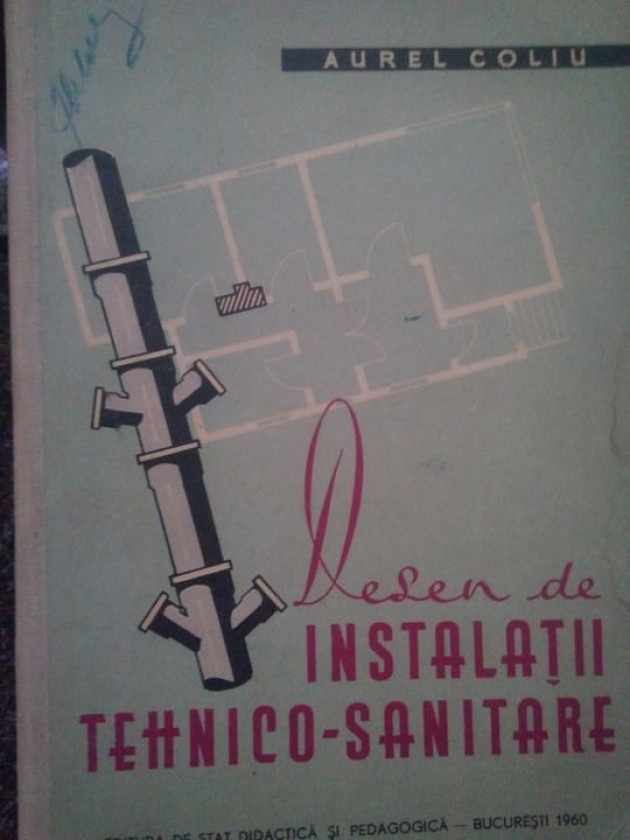 AUREL COLIU
Desen de
INSTALAȚII
TEHNICO-SANITARE
EDITURA DE STAT DIDACTICĂ ȘI PEDAGOGICĂ — BUCUREȘTI 1960